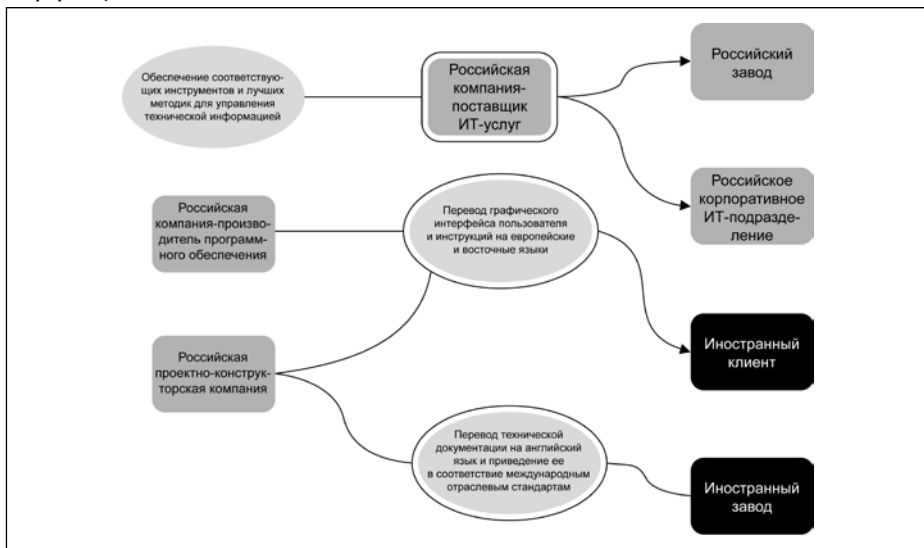 Обеспечение соответствую-
щих инструментов и лучших
методик для управления
технической информацией
Российская
компания-
поставщик
ИТ-услуг
Российский
завод
Российское
корпоративное
ИТ-подразде-
ление
Российская
компания-произво-
дитель программ-
ного обеспечения
Перевод графического
интерфейса пользователя
и инструкций на европейские
и восточные языки
Иностранный
клиент
Российская
проектно-конструк-
торская компания
Перевод технической
документации на английский
язык и приведение ее
в соответствие международным
отраслевым стандартам
Иностранный
завод